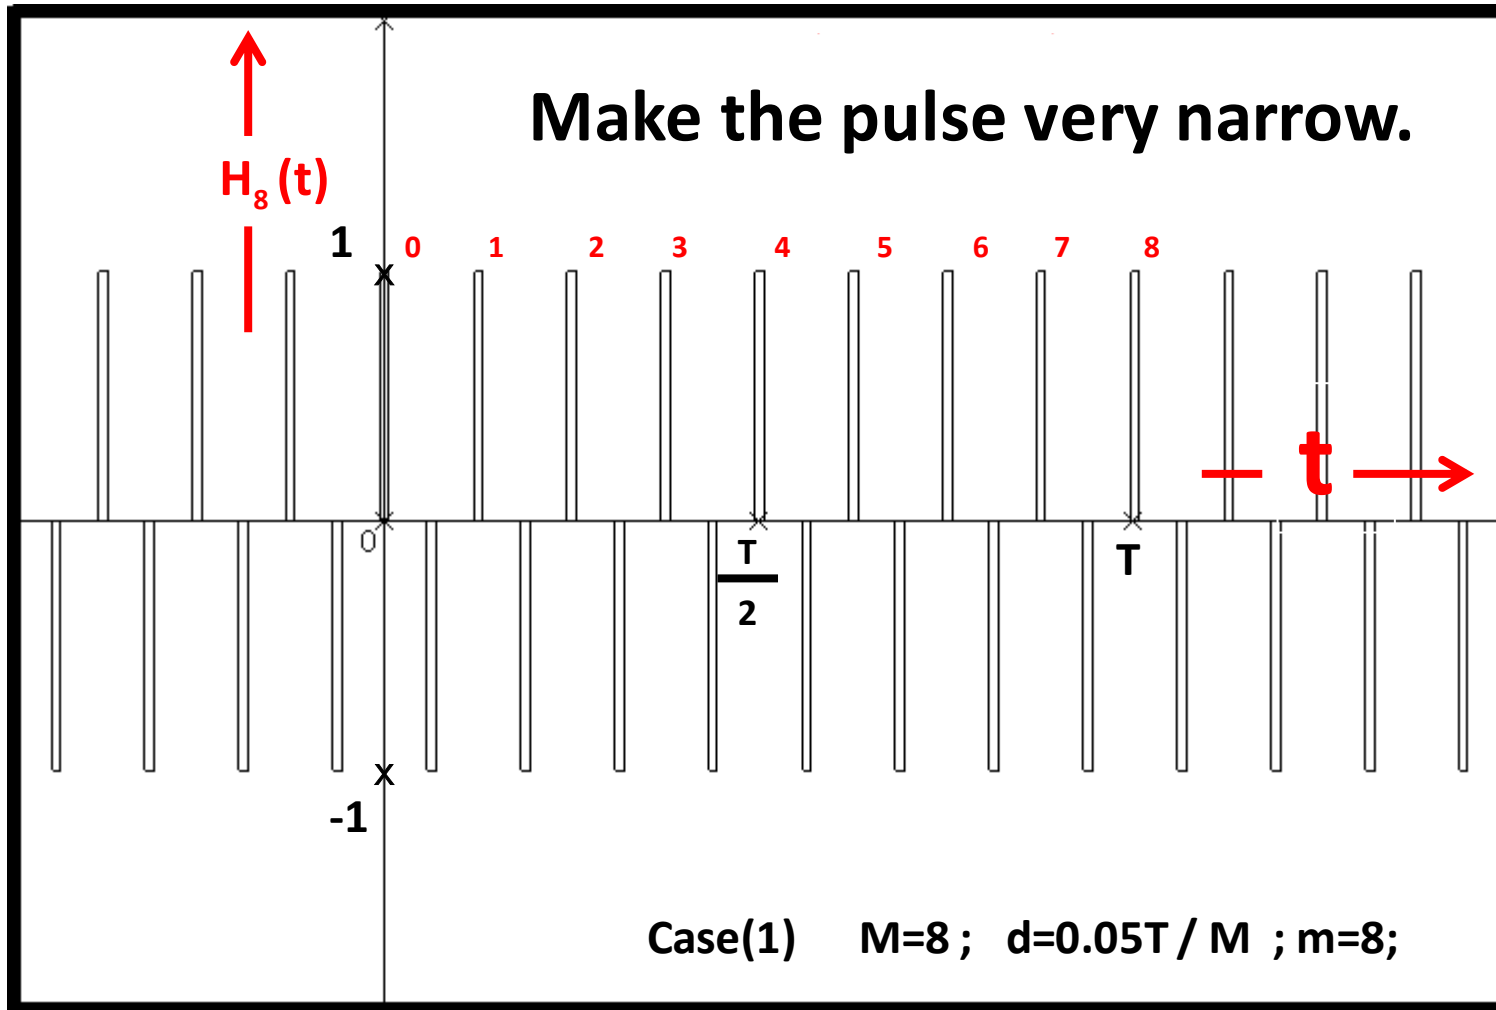 Make the pulse very narrow.
H8 (t)
1
0 1 2 3 4 5 6 7 8
t
0
T
2
T
-1
Case(1) M=8 ; d=0.05T / M ; m=8;